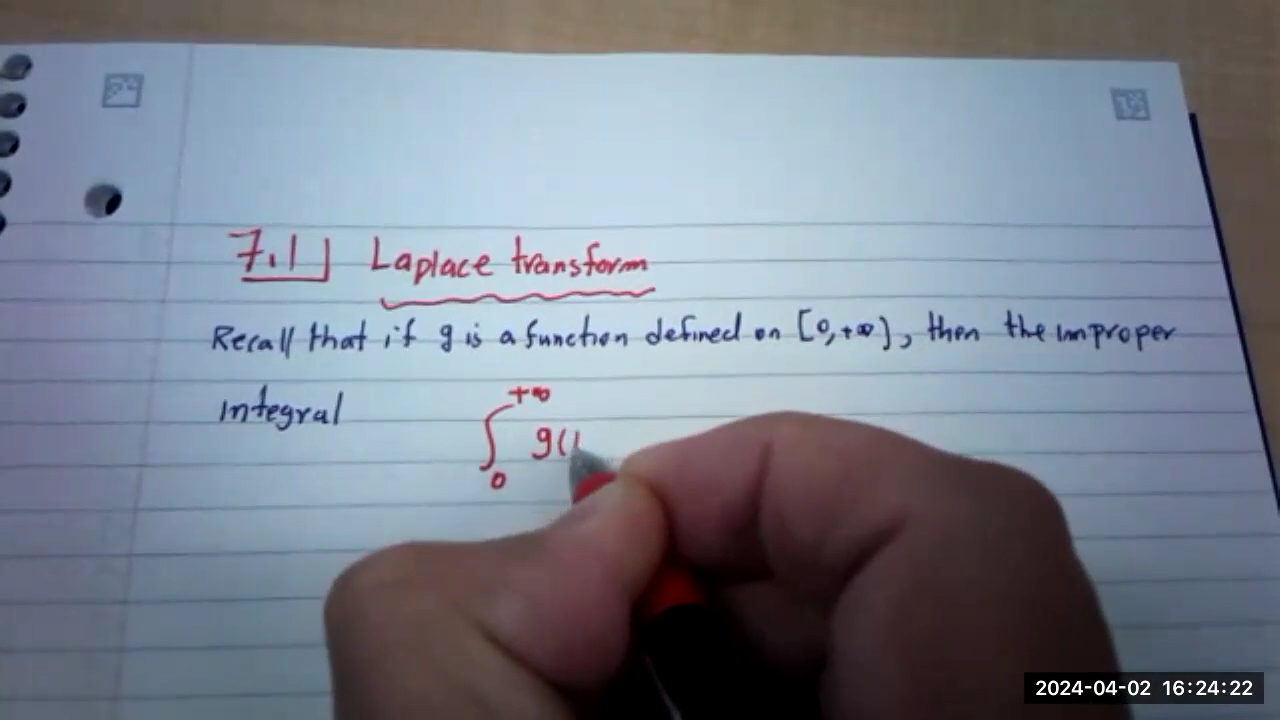 7.1 Laplace transform
Recall that if g is a function defined on [0,+∞), then the improper
integral ∫₀^{+∞} g(
2024-04-02 16:24:22